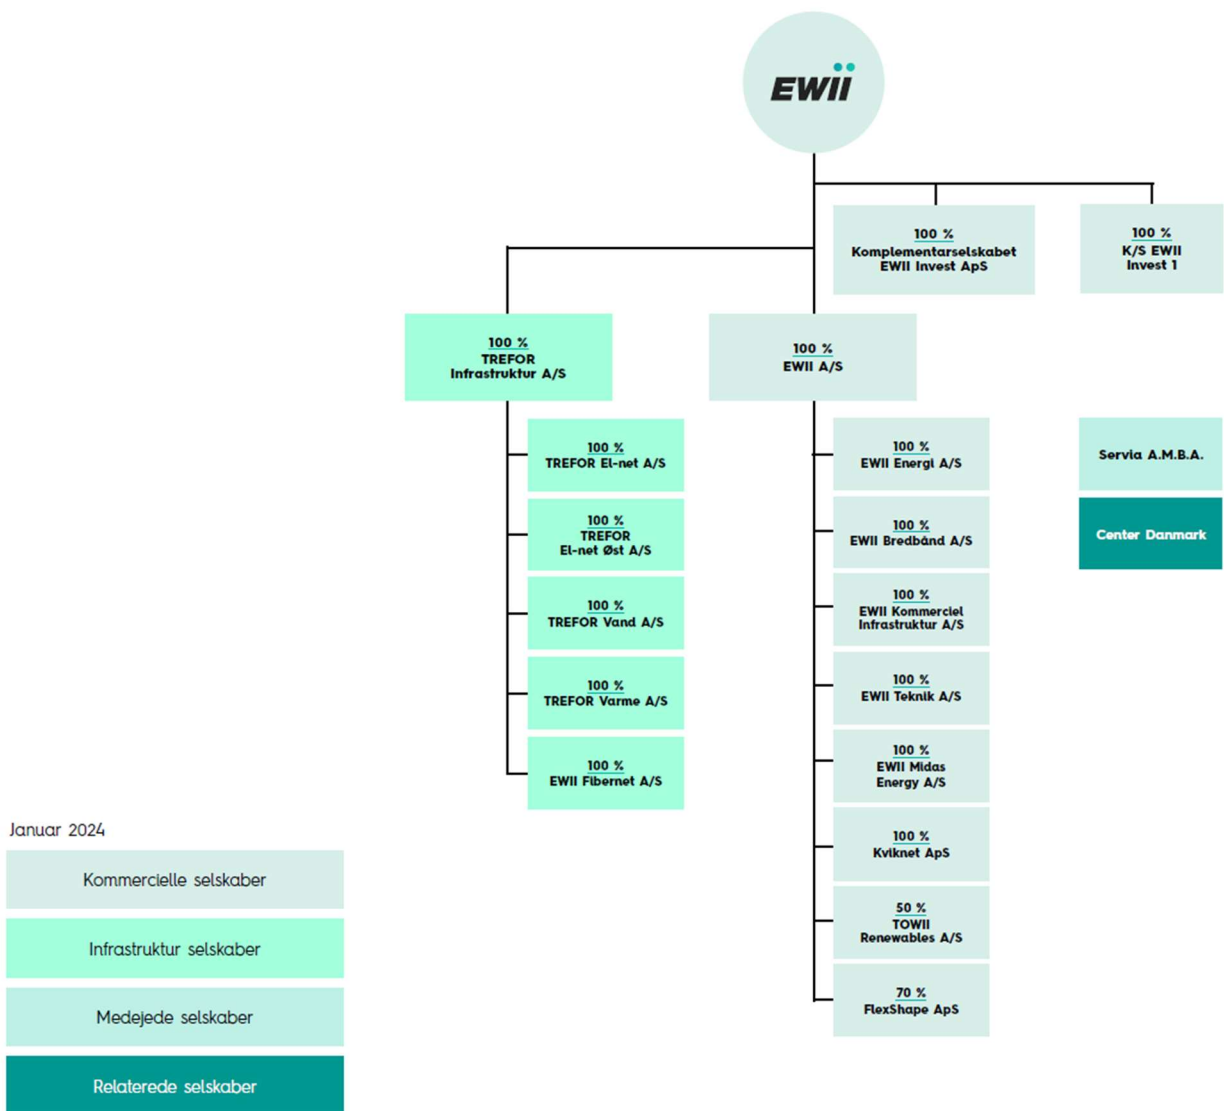 EWII
100 %
Komplementarselskabet
EWII Invest ApS
100 %
K/S EWII
Invest 1
100 %
TREFOR
Infrastruktur A/S
100 %
EWII A/S
100 %
TREFOR El-net A/S
100 %
TREFOR
El-net Øst A/S
100 %
TREFOR Vand A/S
100 %
TREFOR Varme A/S
100 %
EWII Fibernet A/S
100 %
EWII Energi A/S
100 %
EWII Bredbånd A/S
100 %
EWII Kommerciel
Infrastruktur A/S
100 %
EWII Teknik A/S
100 %
EWII Midas
Energy A/S
100 %
Kviknet ApS
50 %
TOWII
Renewables A/S
70 %
FlexShape ApS
Servia A.M.B.A.
Center Danmark
Januar 2024
Kommercielle selskaber
Infrastruktur selskaber
Medejede selskaber
Relaterede selskaber